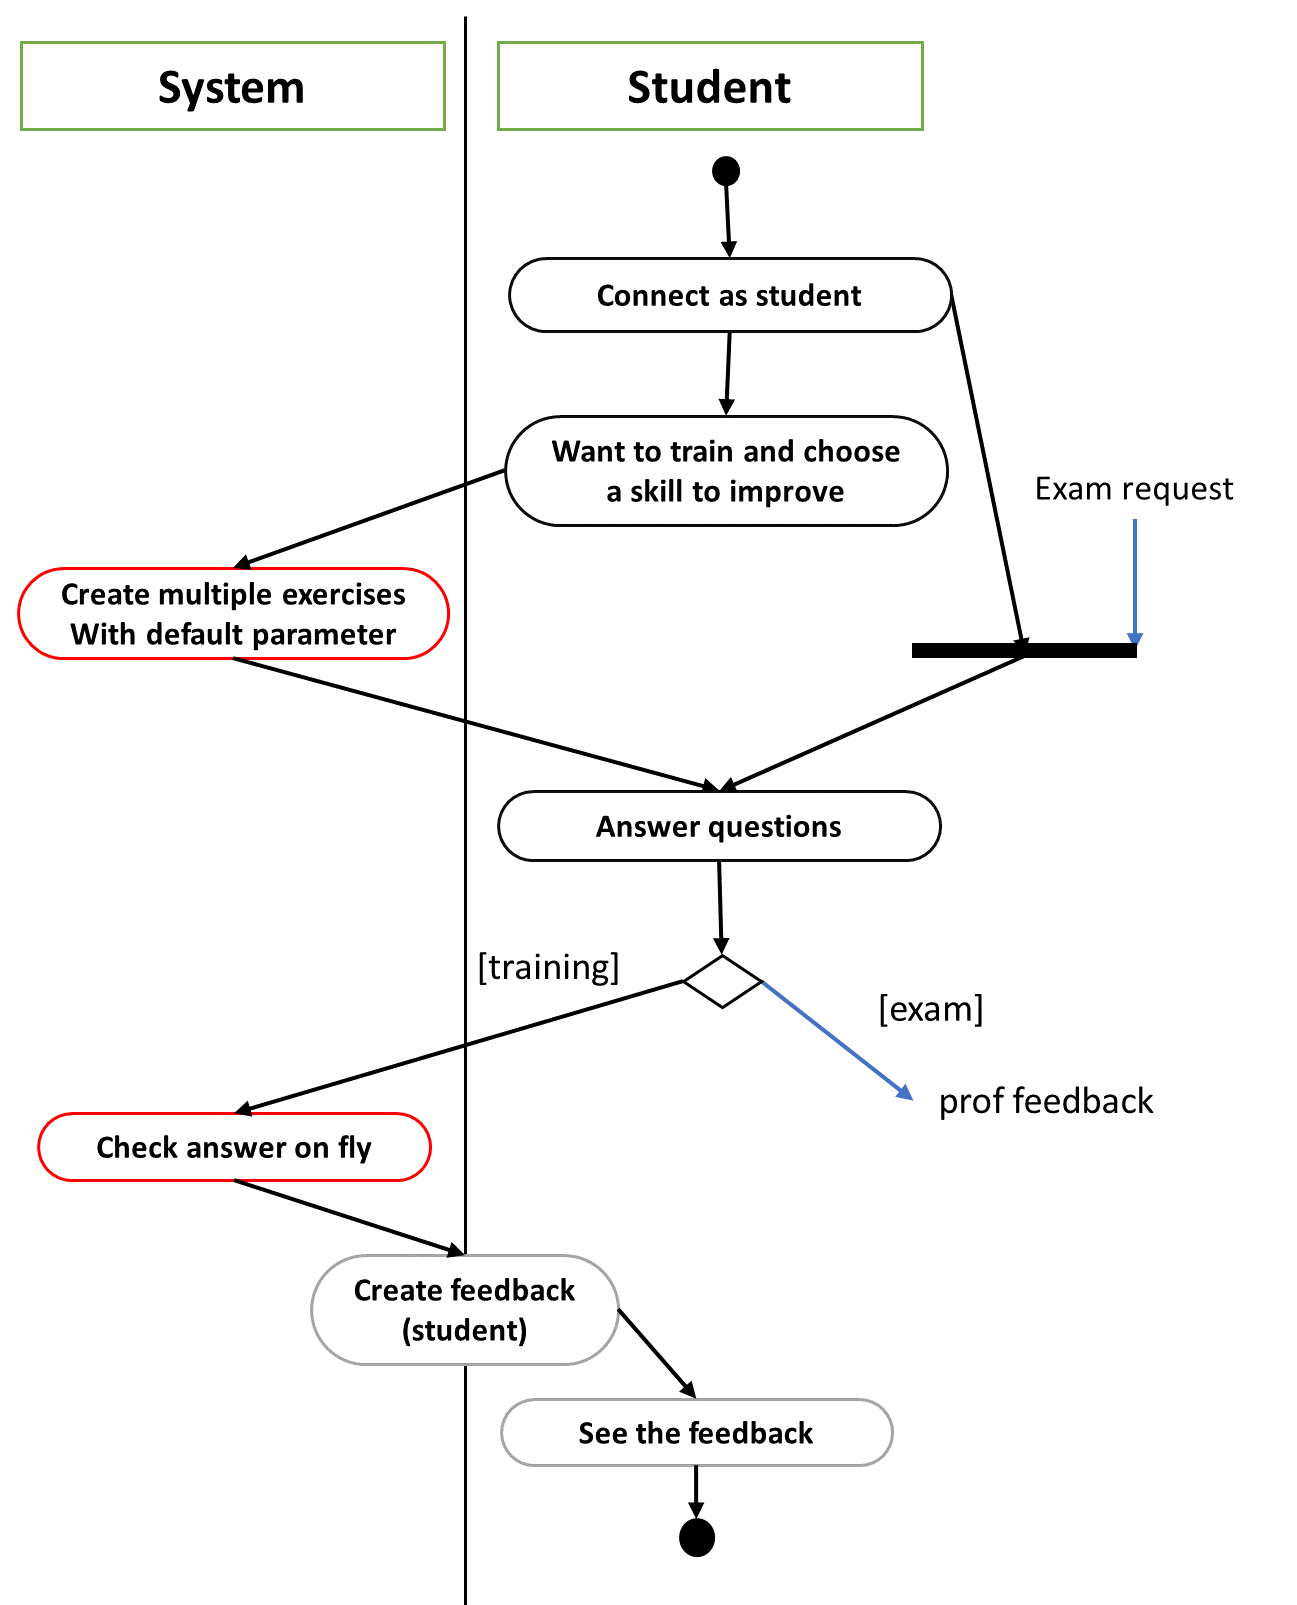 System
Student
Connect as student
Want to train and choose
a skill to improve
Exam request
Create multiple exercises
With default parameter
Answer questions
[training]
[exam]
prof feedback
Check answer on fly
Create feedback
(student)
See the feedback